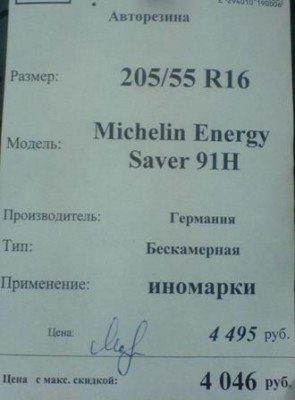 Авторезина
Размер: 205/55 R16
Модель: Michelin Energy
Saver 91H
Производитель: Германия
Тип: Бескамерная
Применение: иномарки
Цена: 4 495 руб.
Цена с макс. скидкой: 4 046 руб.